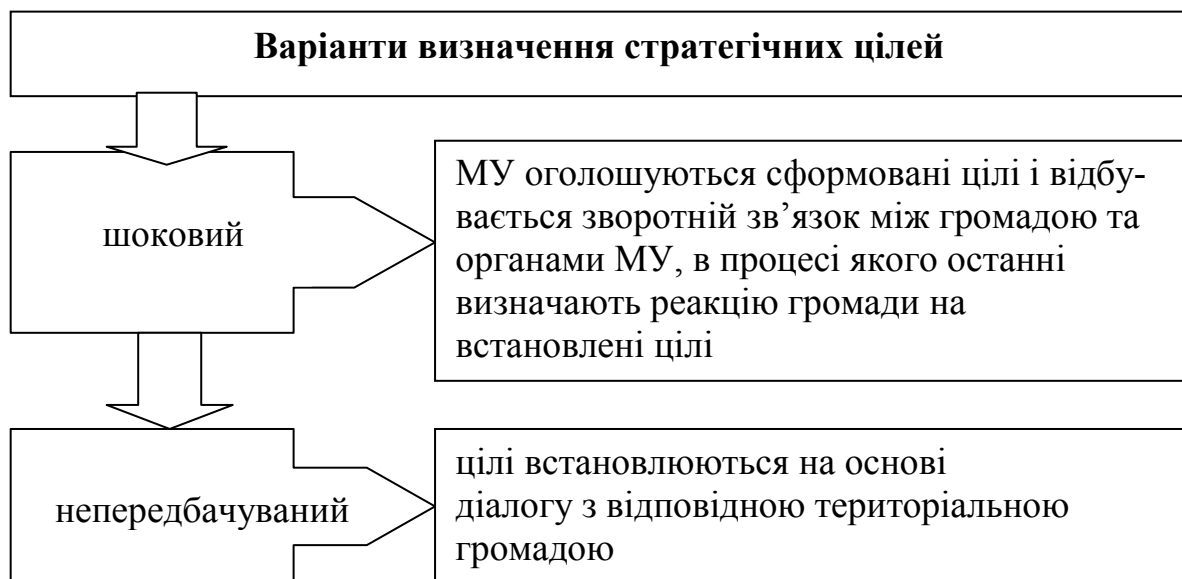 Варіанти визначення стратегічних цілей
шоковий
МУ оголошуються сформовані цілі і відбу-
вається зворотній зв’язок між громадою та
органами МУ, в процесі якого останні
визначають реакцію громади на
встановлені цілі
непередбачуваний
цілі встановлюються на основі
діалогу з відповідною територіальною
громадою